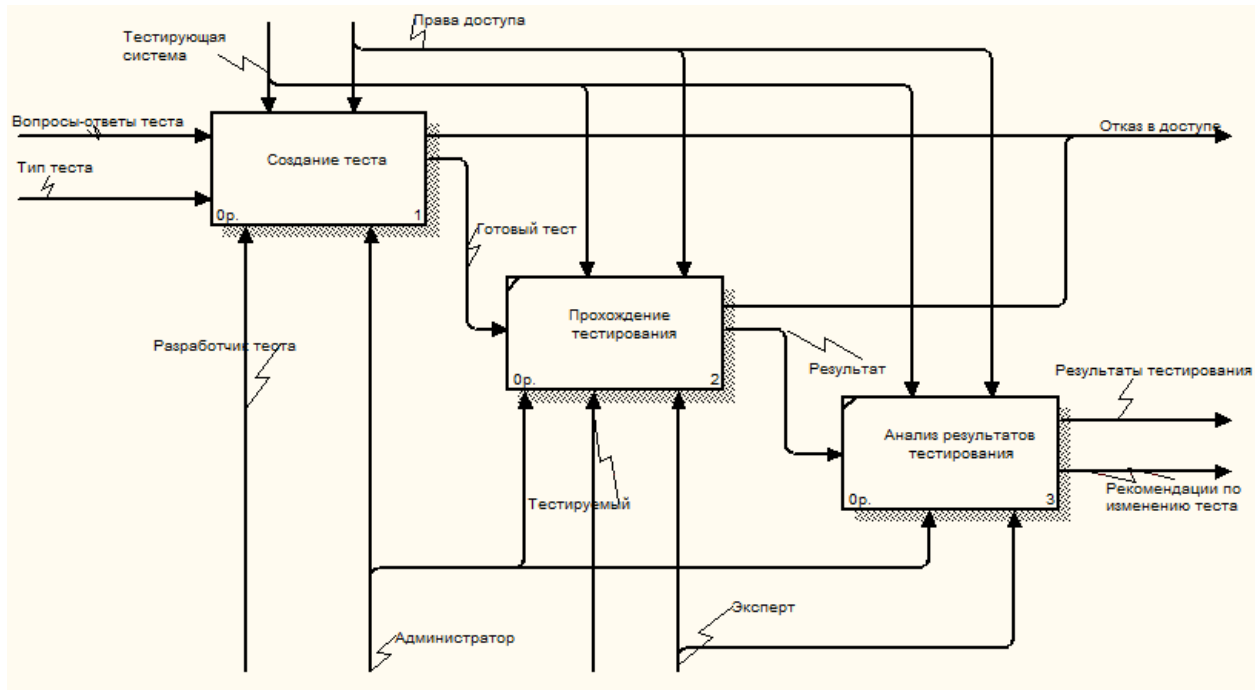 Права доступа
Тестирующая
система
Вопросы-ответы теста
Отказ в доступе
Создание теста
Тип теста
0р.
1
Готовый тест
Прохождение
тестирования
Разработчик теста
Результат
0р.
2
Результаты тестирования
Анализ результатов
тестирования
Рекомендации по
изменению теста
0р.
3
Тестируемый
Эксперт
Администратор